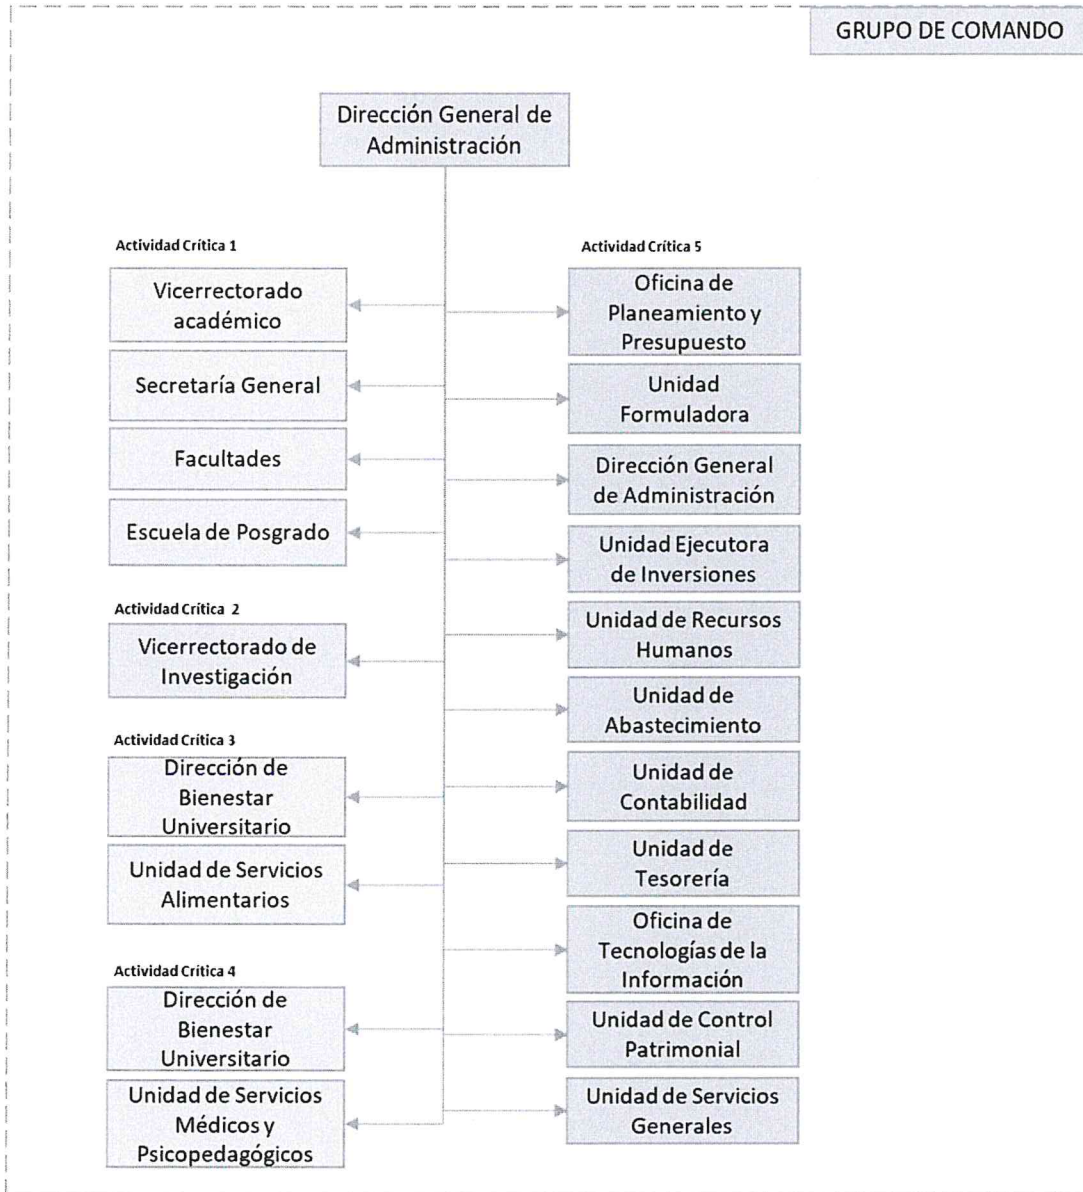 GRUPO DE COMANDO
Dirección General de
Administración
Actividad Crítica 1
Vicerrectorado
académico
Secretaría General
Facultades
Escuela de Posgrado
Actividad Crítica 2
Vicerrectorado de
Investigación
Actividad Crítica 3
Dirección de
Bienestar
Universitario
Unidad de Servicios
Alimentarios
Actividad Crítica 4
Dirección de
Bienestar
Universitario
Unidad de Servicios
Médicos y
Psicopedagógicos
Actividad Crítica 5
Oficina de
Planeamiento y
Presupuesto
Unidad
Formuladora
Dirección General
de Administración
Unidad Ejecutora
de Inversiones
Unidad de Recursos
Humanos
Unidad de
Abastecimiento
Unidad de
Contabilidad
Unidad de
Tesorería
Oficina de
Tecnologías de la
Información
Unidad de Control
Patrimonial
Unidad de Servicios
Generales